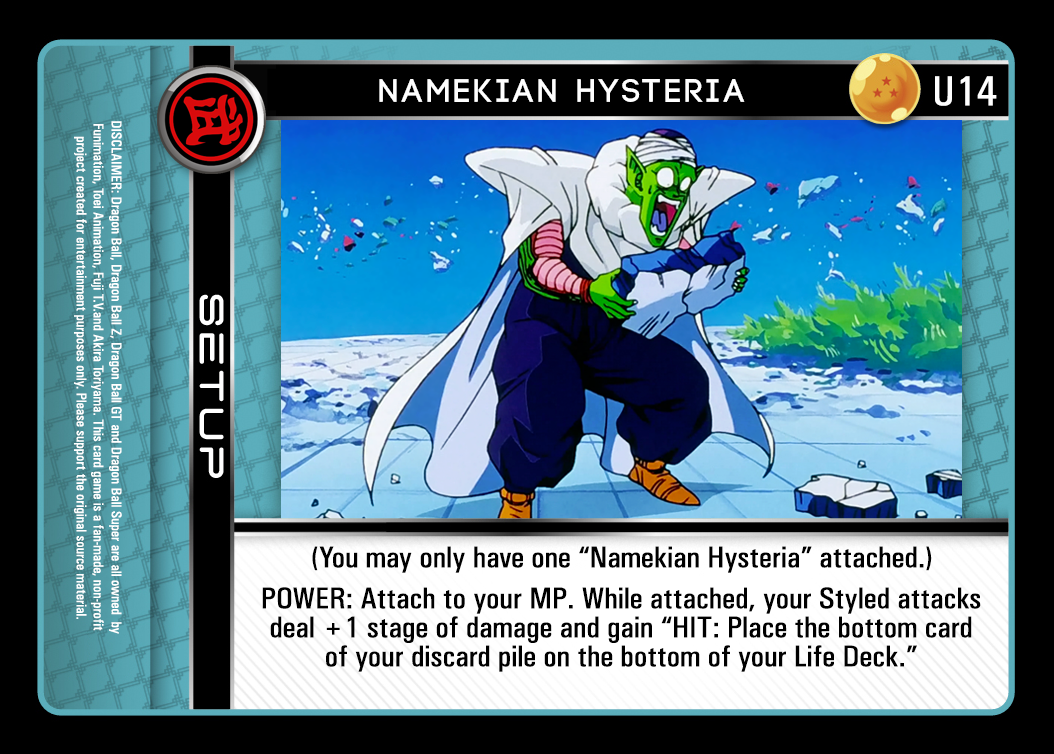 NAMEKIAN HYSTERIA
U14
武
SETUP
(You may only have one “Namekian Hysteria” attached.)
POWER: Attach to your MP. While attached, your Styled attacks
deal +1 stage of damage and gain “HIT: Place the bottom card
of your discard pile on the bottom of your Life Deck.”
DISCLAIMER: Dragon Ball, Dragon Ball Z, Dragon Ball GT and Dragon Ball Super are all owned by
Funimation, Toei Animation, Fuji T.V.and Akira Toriyama. This card game is a fan-made, non-profit
project created for entertainment purposes only. Please support the original source material.